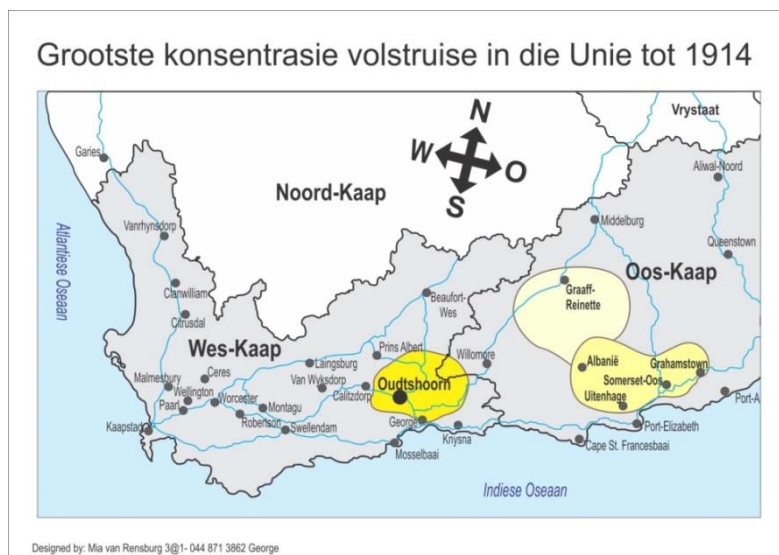 Grootste konsentrasie volstruise in die Unie tot 1914
N
W
O
S
Vrystaat
Garies
Noord-Kaap
Aliwal-Noord
Atlantiese Oseaan
Vanrhynsdorp
Middelburg
Queenstown
Oos-Kaap
Clanwilliam
Graaff-
Reinette
Beaufort-
Wes
Citrusdal
Wes-Kaap
Prins Albert
Willomore
Laingsburg
Albanië
Grahamstown
Malmesbury
Ceres
Van Wyksdorp
Oudtshoorn
Somerset-Oos
Wellington
Calitzdorp
Paarl
Worcester
Montagu
Uitenhage
Port-A
Kaapstad
Robertson
Swellendam
George
Knysna
Port-Elizabeth
Mosselbaai
Cape St. Francesbaai
Indiese Oseaan
Designed by: Mia van Rensburg 3@1- 044 871 3862 George